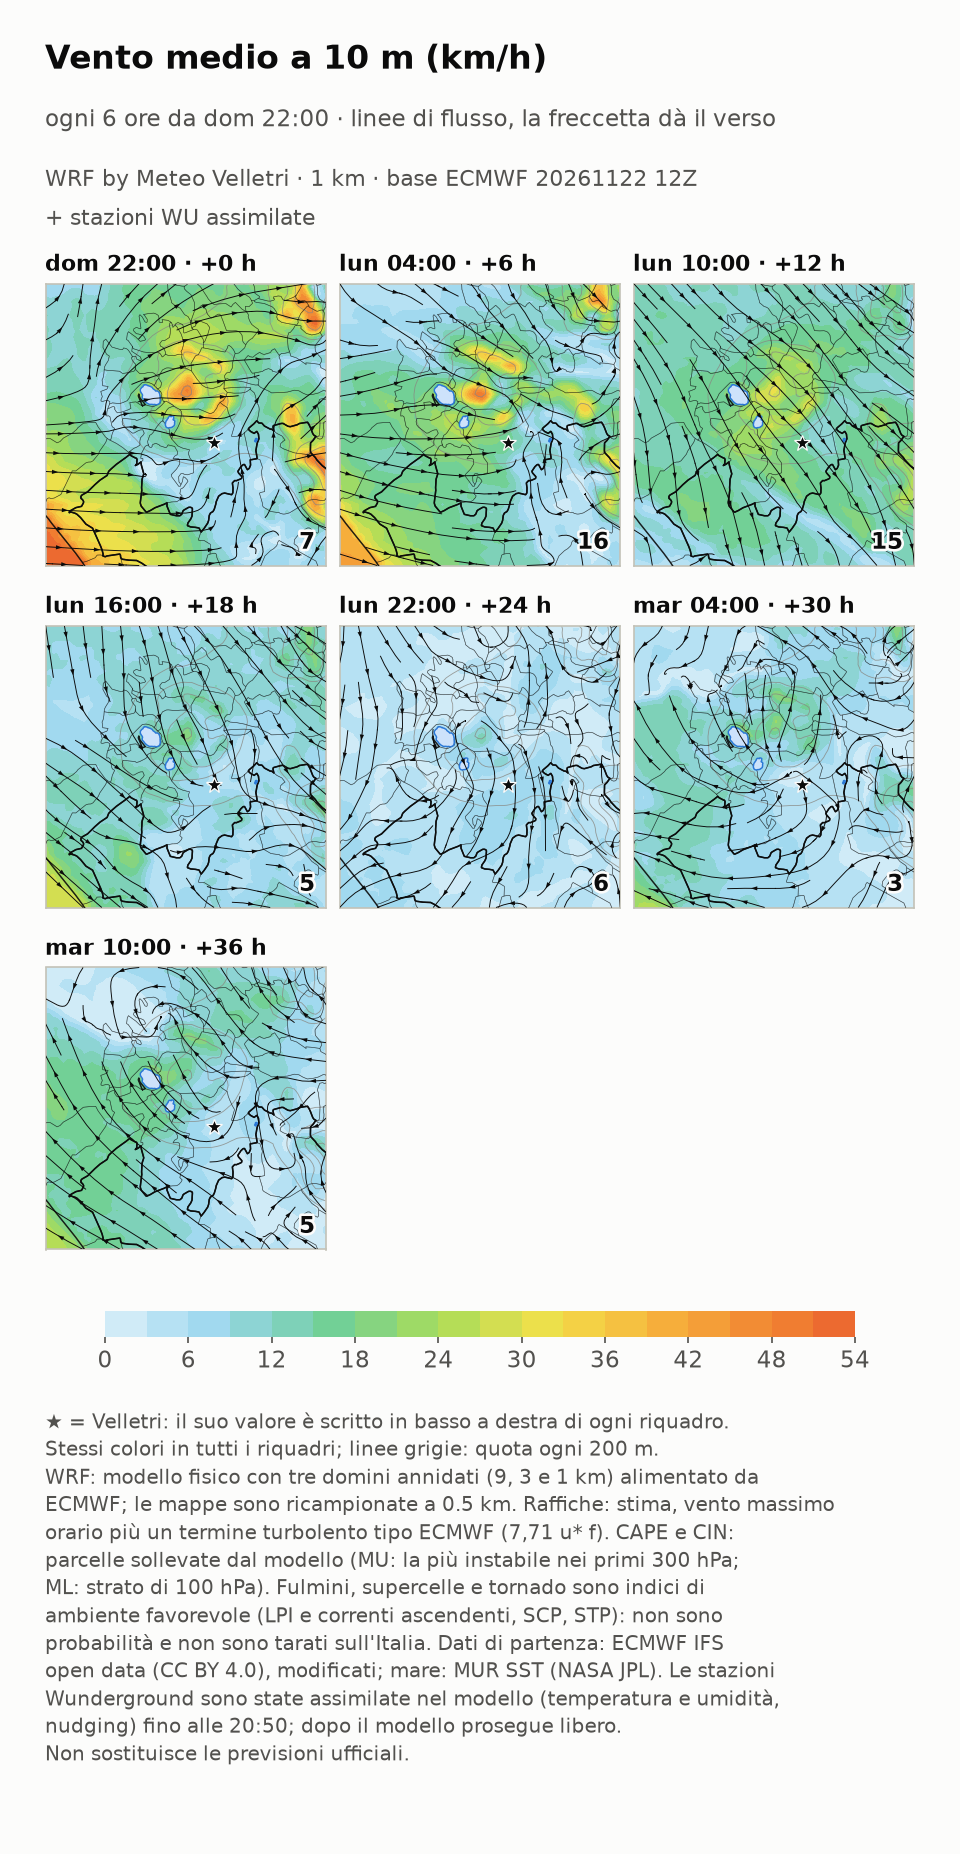 Vento medio a 10 m (km/h)
ogni 6 ore da dom 22:00 · linee di flusso, la freccetta dà il verso
WRF by Meteo Velletri · 1 km · base ECMWF 20261122 12Z
+ stazioni WU assimilate
dom 22:00 · +0 h
lun 04:00 · +6 h
lun 10:00 · +12 h
7
16
15
lun 16:00 · +18 h
lun 22:00 · +24 h
mar 04:00 · +30 h
5
6
3
mar 10:00 · +36 h
5
0 6 12 18 24 30 36 42 48 54
★ = Velletri: il suo valore è scritto in basso a destra di ogni riquadro.
Stessi colori in tutti i riquadri; linee grigie: quota ogni 200 m.
WRF: modello fisico con tre domini annidati (9, 3 e 1 km) alimentato da
ECMWF; le mappe sono ricampionate a 0.5 km. Raffiche: stima, vento massimo
orario più un termine turbolento tipo ECMWF (7,71 u* f). CAPE e CIN:
parcelle sollevate dal modello (MU: la più instabile nei primi 300 hPa;
ML: strato di 100 hPa). Fulmini, supercelle e tornado sono indici di
ambiente favorevole (LPI e correnti ascendenti, SCP, STP): non sono
probabilità e non sono tarati sull'Italia. Dati di partenza: ECMWF IFS
open data (CC BY 4.0), modificati; mare: MUR SST (NASA JPL). Le stazioni
Wunderground sono state assimilate nel modello (temperatura e umidità,
nudging) fino alle 20:50; dopo il modello prosegue libero.
Non sostituisce le previsioni ufficiali.